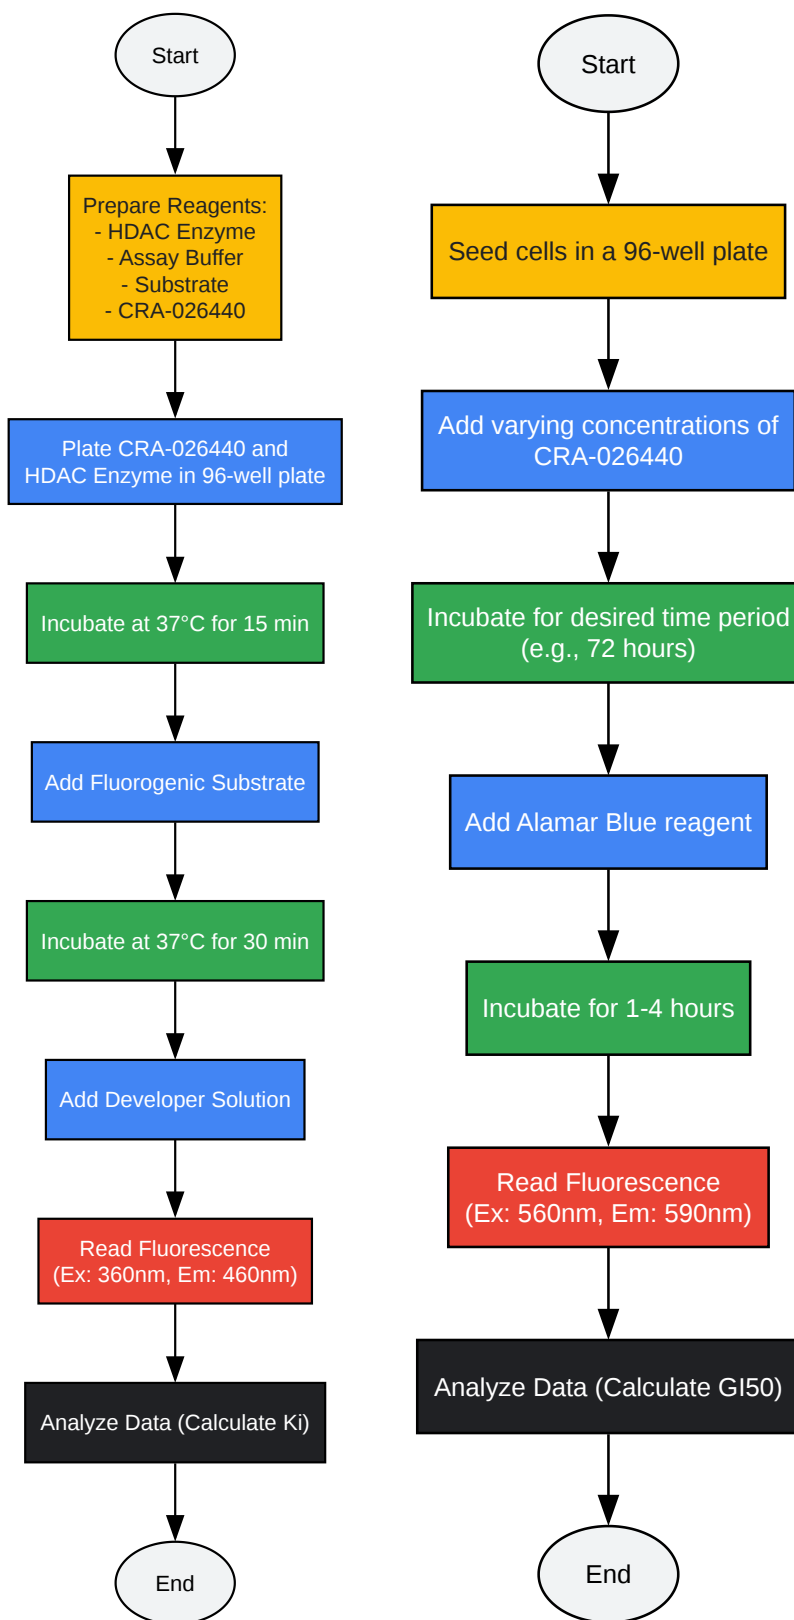 Start
Prepare Reagents:
- HDAC Enzyme
- Assay Buffer
- Substrate
- CRA-026440
Plate CRA-026440 and
HDAC Enzyme in 96-well plate
Incubate at 37°C for 15 min
Add Fluorogenic Substrate
Incubate at 37°C for 30 min
Add Developer Solution
Read Fluorescence
(Ex: 360nm, Em: 460nm)
Analyze Data (Calculate Ki)
End
Start
Seed cells in a 96-well plate
Add varying concentrations of
CRA-026440
Incubate for desired time period
(e.g., 72 hours)
Add Alamar Blue reagent
Incubate for 1-4 hours
Read Fluorescence
(Ex: 560nm, Em: 590nm)
Analyze Data (Calculate GI50)
End